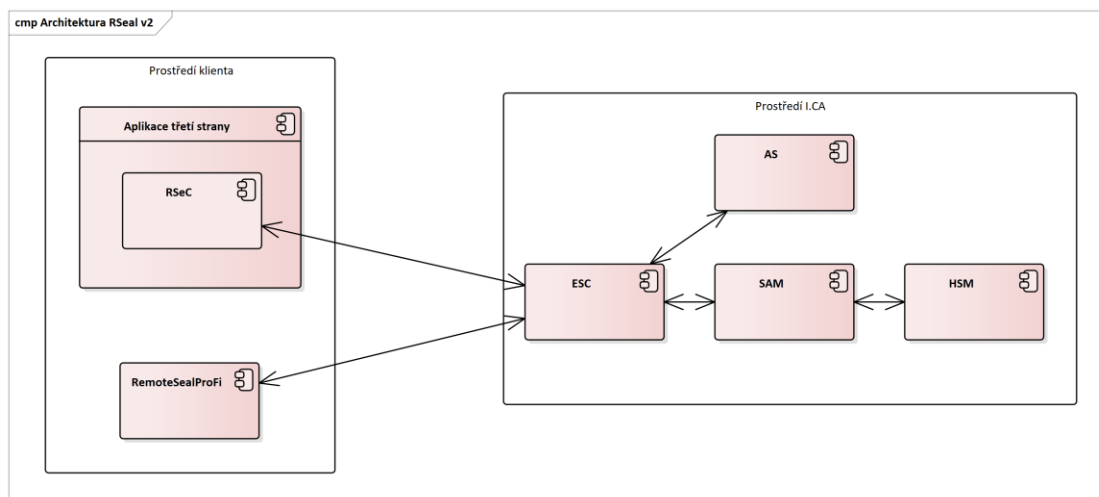 cmp Architektura RSeal v2
Prostředí klienta
Aplikace třetí strany
RSeC
RemoteSealProFi
Prostředí I.CA
AS
ESC
SAM
HSM